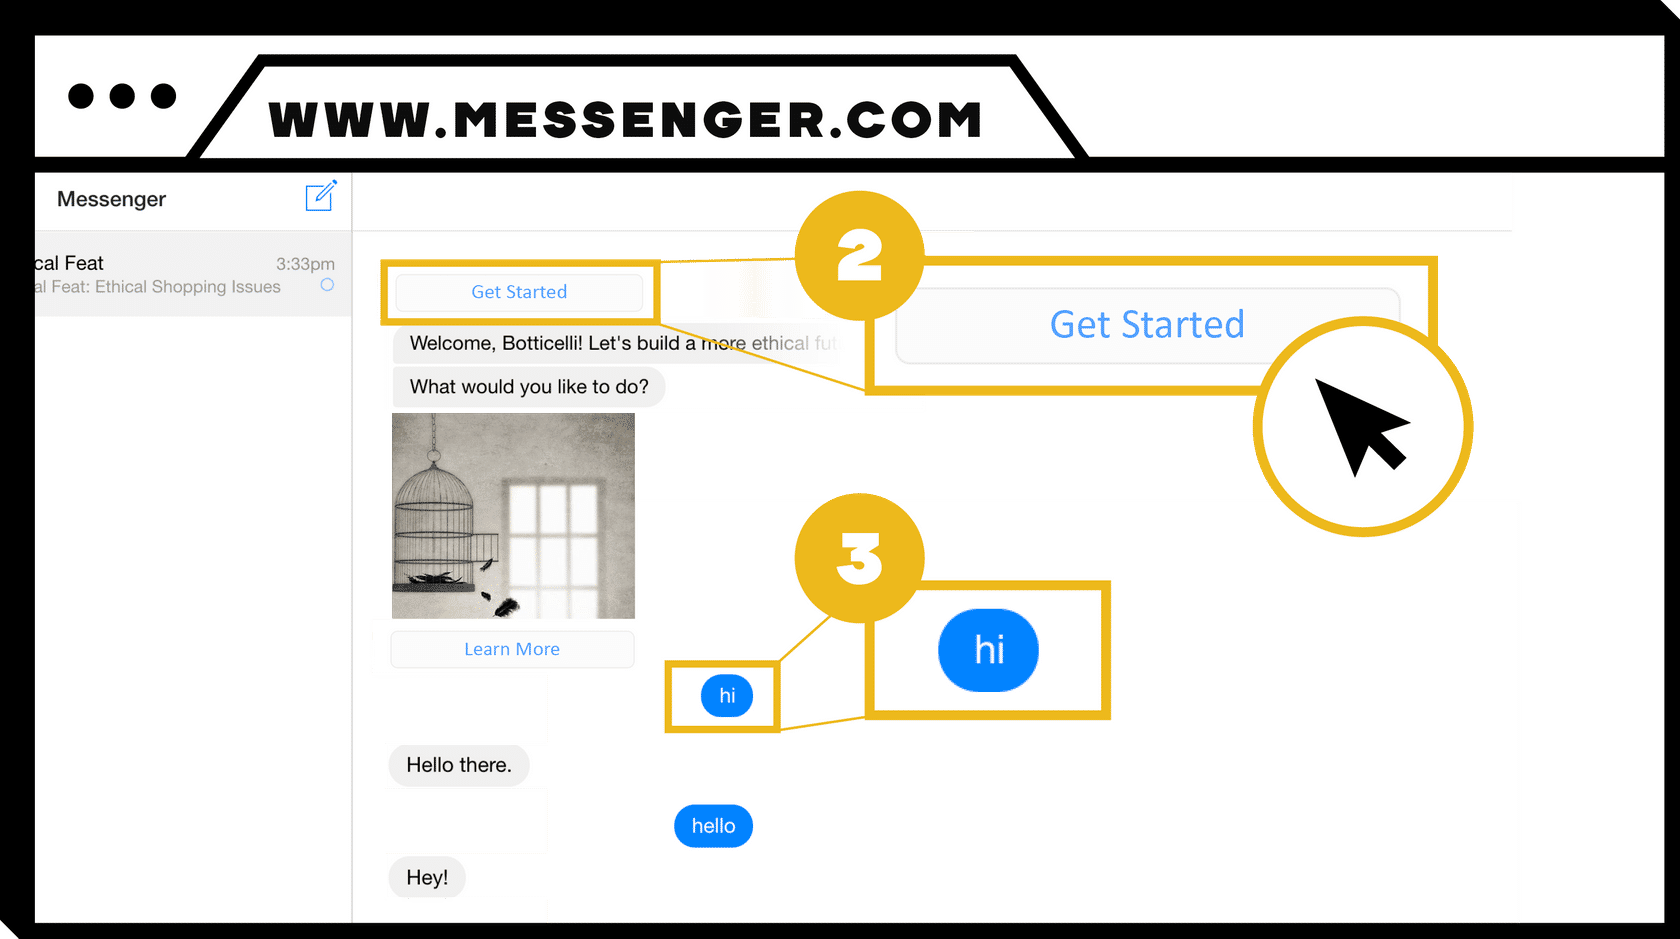 WWW.MESSENGER.COM
Messenger
cal Feat
3:33pm
al Feat: Ethical Shopping Issues
Get Started
Welcome, Botticelli! Let's build a more ethical fut
What would you like to do?
Learn More
hi
Hello there.
hello
Hey!
2
Get Started
3
hi